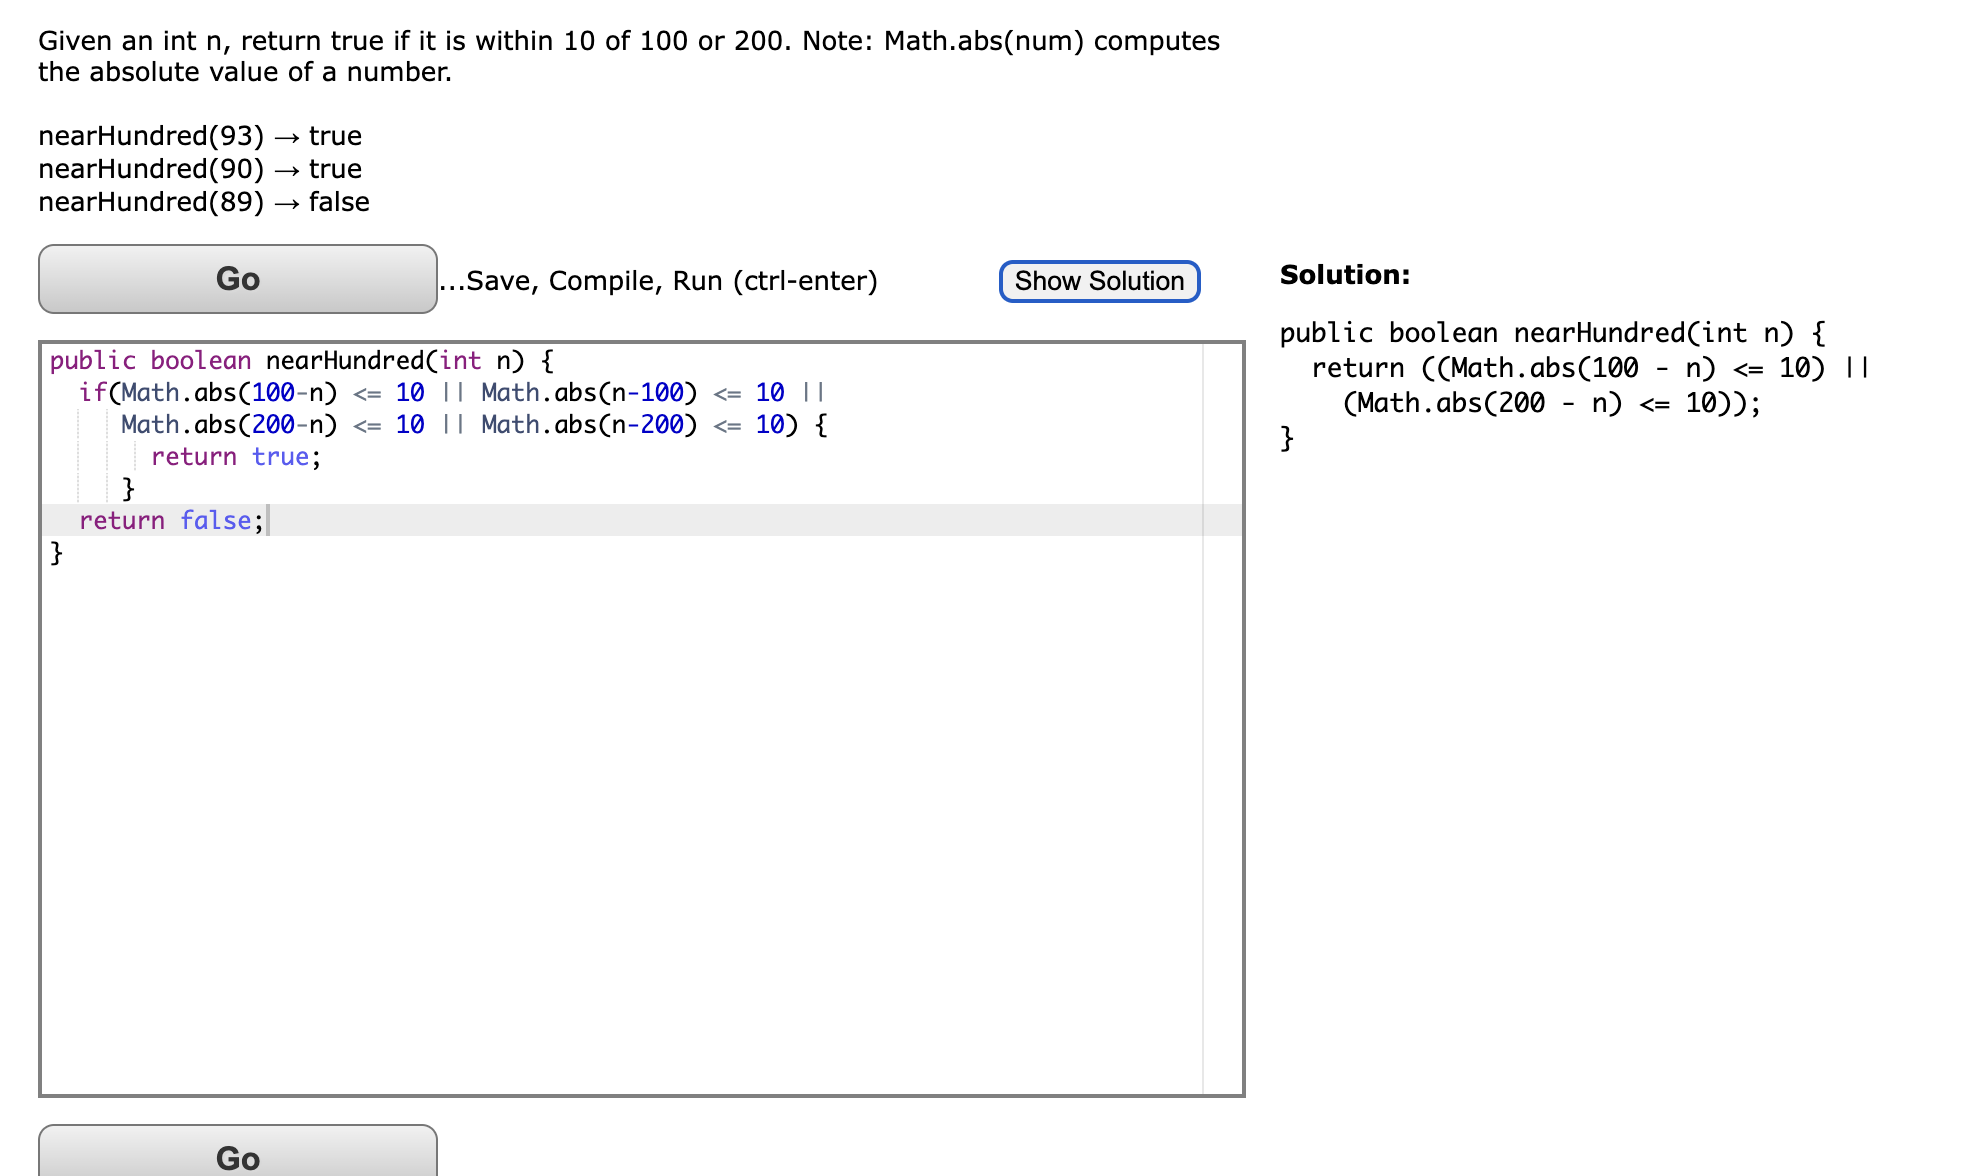 Given an int n, return true if it is within 10 of 100 or 200. Note: Math.abs(num) computes
the absolute value of a number.
nearHundred(93) → true
nearHundred(90) → true
nearHundred(89) → false
Go
...Save, Compile, Run (ctrl-enter)
Show Solution
public boolean nearHundred(int n) {
  if(Math.abs(100-n) <= 10 || Math.abs(n-100) <= 10 ||
     Math.abs(200-n) <= 10 || Math.abs(n-200) <= 10) {
       return true;
     }
  return false;
}
Solution:
public boolean nearHundred(int n) {
  return ((Math.abs(100 - n) <= 10) ||
    (Math.abs(200 - n) <= 10));
}
Go